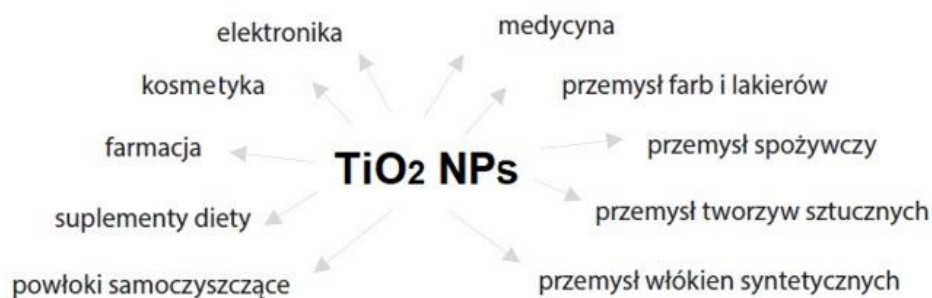 elektronika
medycyna
kosmetyka
przemysł farb i lakierów
farmacja
przemysł spożywczy
TiO2 NPs
suplementy diety
przemysł tworzyw sztucznych
powłoki samoczyszczące
przemysł włókien syntetycznych